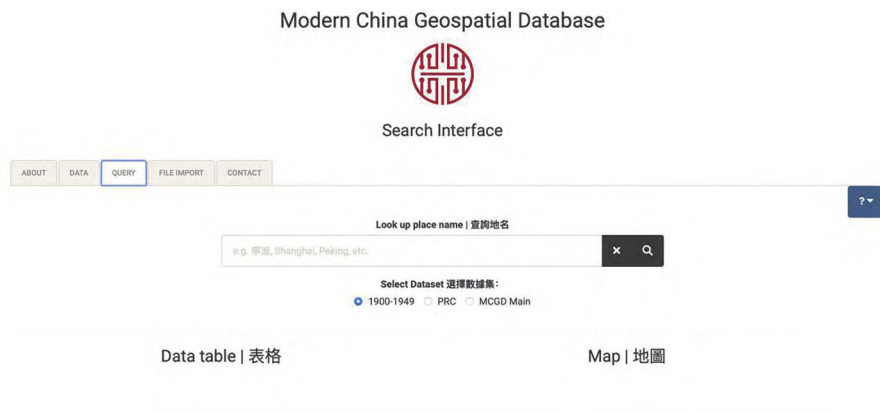 Modern China Geospatial Database
Search Interface
ABOUT DATA QUERY FILE IMPORT CONTACT
?
Look up place name | 查詢地名
e.g. 寧波, Shanghai, Peking, etc.
Select Dataset 選擇數據集：
1900-1949 PRC MCGD Main
Data table | 表格 Map | 地圖